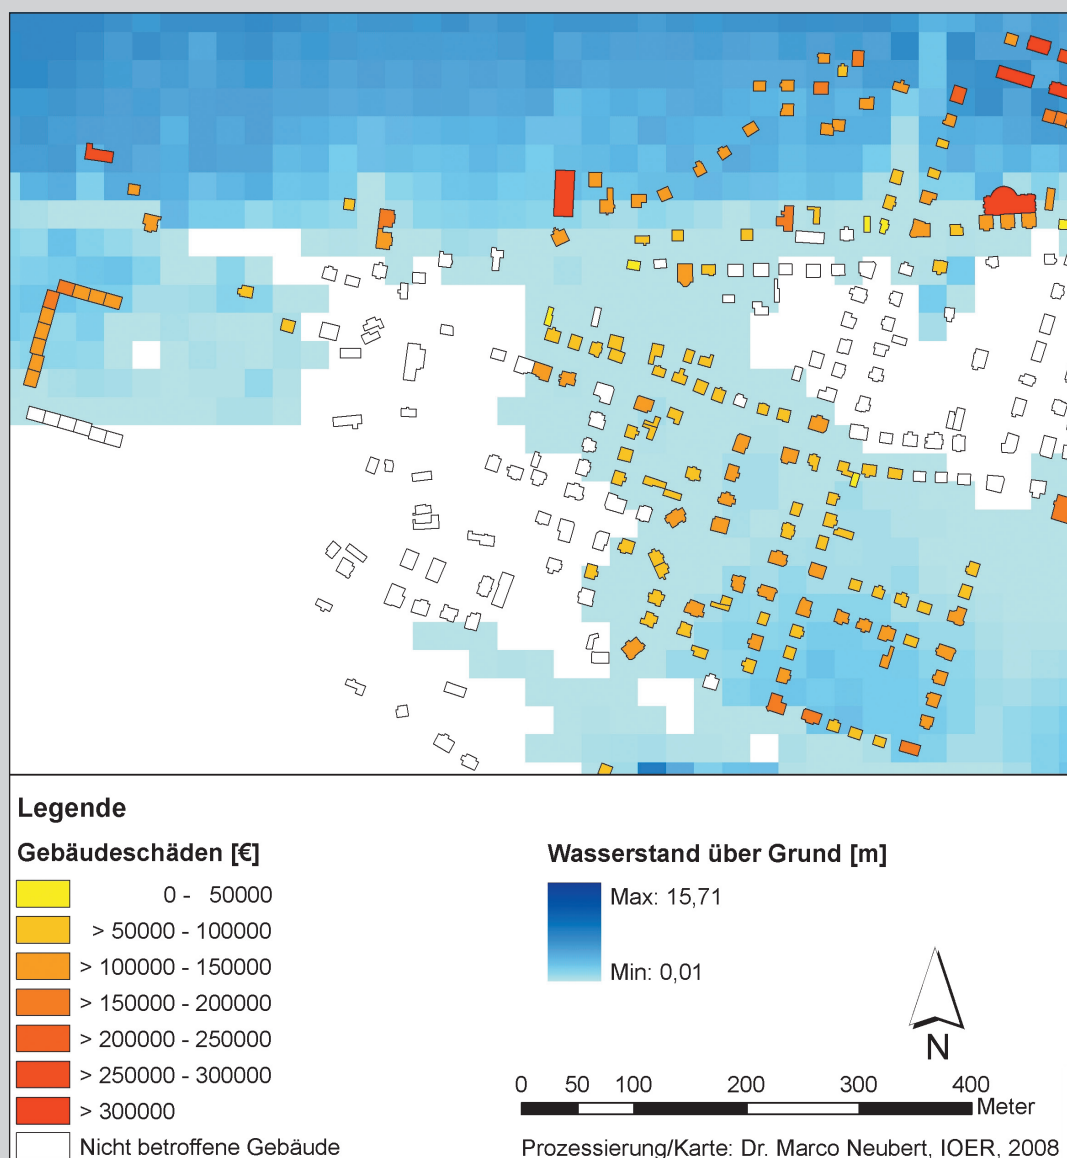 Legende
Gebäudeschäden [€]
0 - 50000
> 50000 - 100000
> 100000 - 150000
> 150000 - 200000
> 200000 - 250000
> 250000 - 300000
> 300000
Nicht betroffene Gebäude
Wasserstand über Grund [m]
Max: 15,71
Min: 0,01
N
0 50 100 200 300 400
Meter
Prozessierung/Karte: Dr. Marco Neubert, IOER, 2008